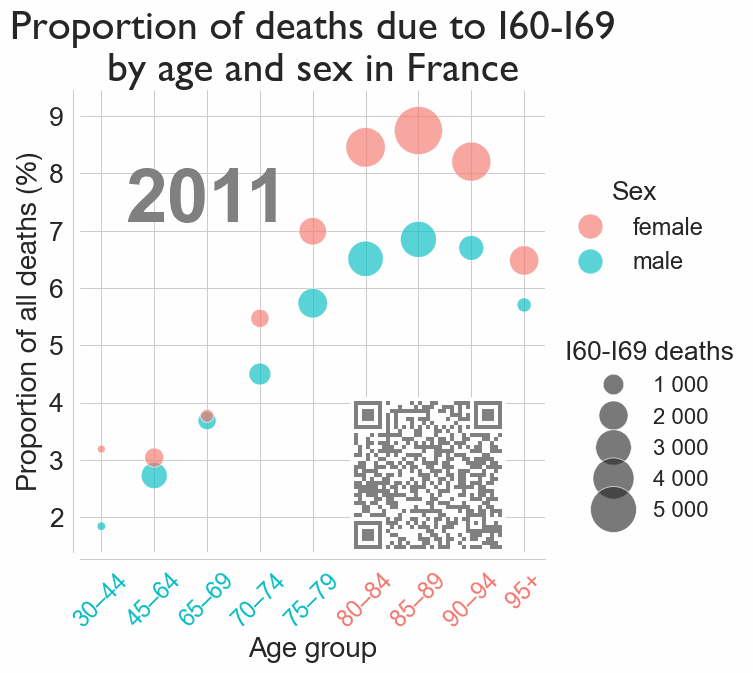 Proportion of deaths due to I60-I69
by age and sex in France
9
8
7
6
5
4
3
2
Proportion of all deaths (%)
2011
Sex
female
male
I60-I69 deaths
1 000
2 000
3 000
4 000
5 000
30–44
45–64
65–69
70–74
75–79
80–84
85–89
90–94
95+
Age group